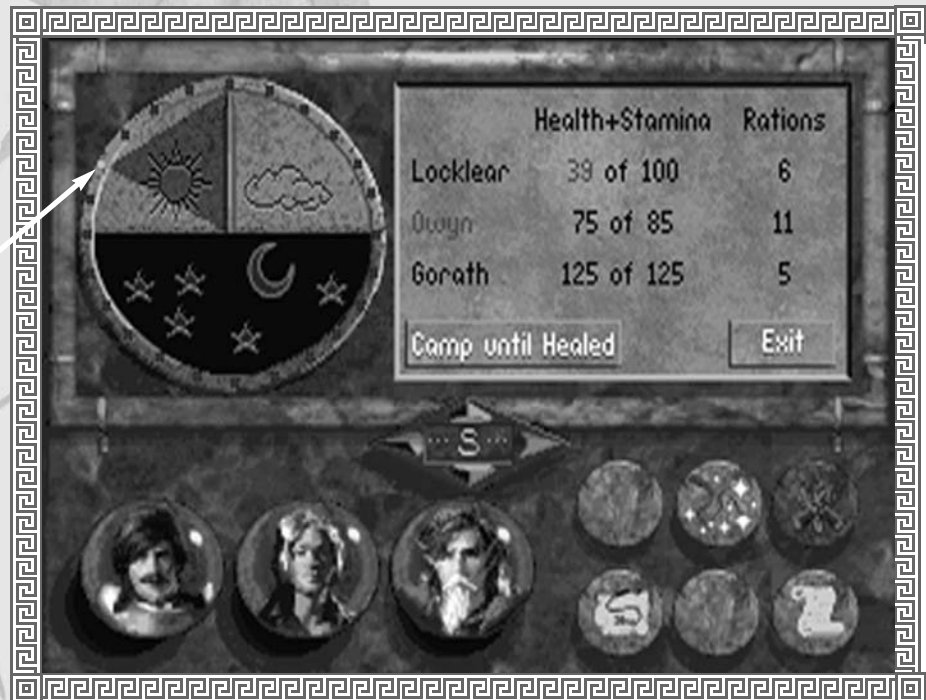 Health+Stamina Rations
Locklear 39 of 100 6
Owyn 75 of 85 11
Gorath 125 of 125 5
Camp until Healed Exit
S